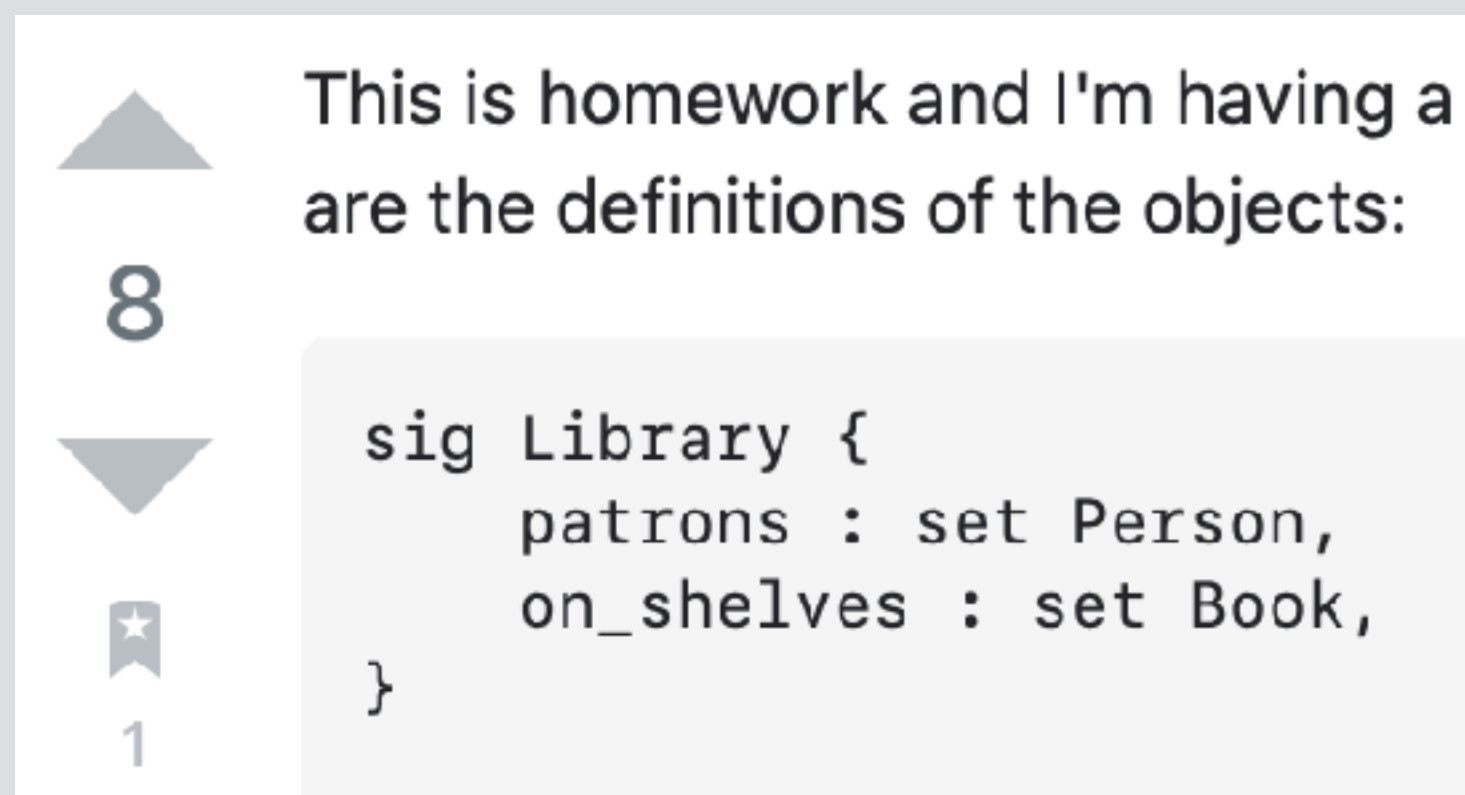 This is homework and I'm having a
are the definitions of the objects:
8
sig Library {
    patrons : set Person,
    on_shelves : set Book,
}
1